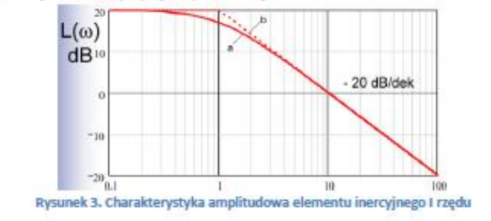 20
L(ω)
dB
10
b
a
- 20 dB/dek
0
-10
-20
0.1
1
10
100
Rysunek 3. Charakterystyka amplitudowa elementu inercyjnego I rzędu